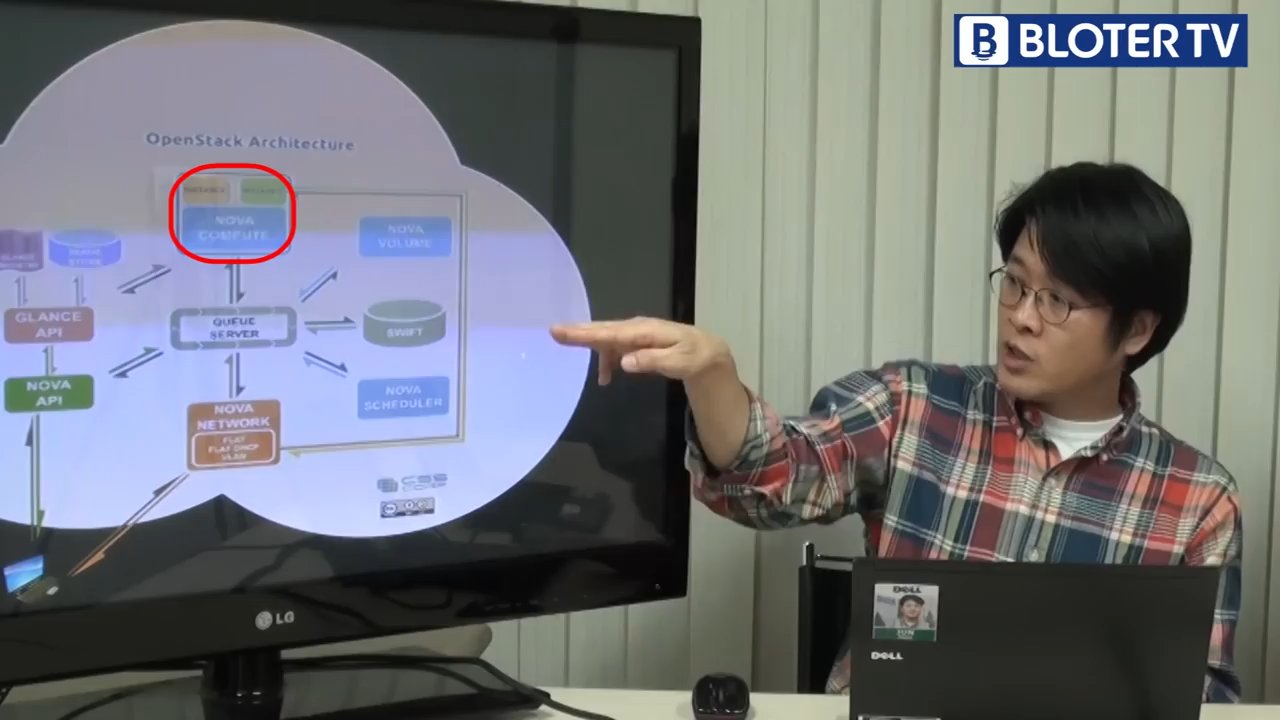 B BLOTER TV
OpenStack Architecture
NOVA
COMPUTE
NOVA
VOLUME
GLANCE
API
QUEUE
SERVER
SWIFT
NOVA
API
NOVA
SCHEDULER
NOVA
NETWORK
FLAT
FLAT DHCP
VLAN
CSS
LG
DELL
DELL